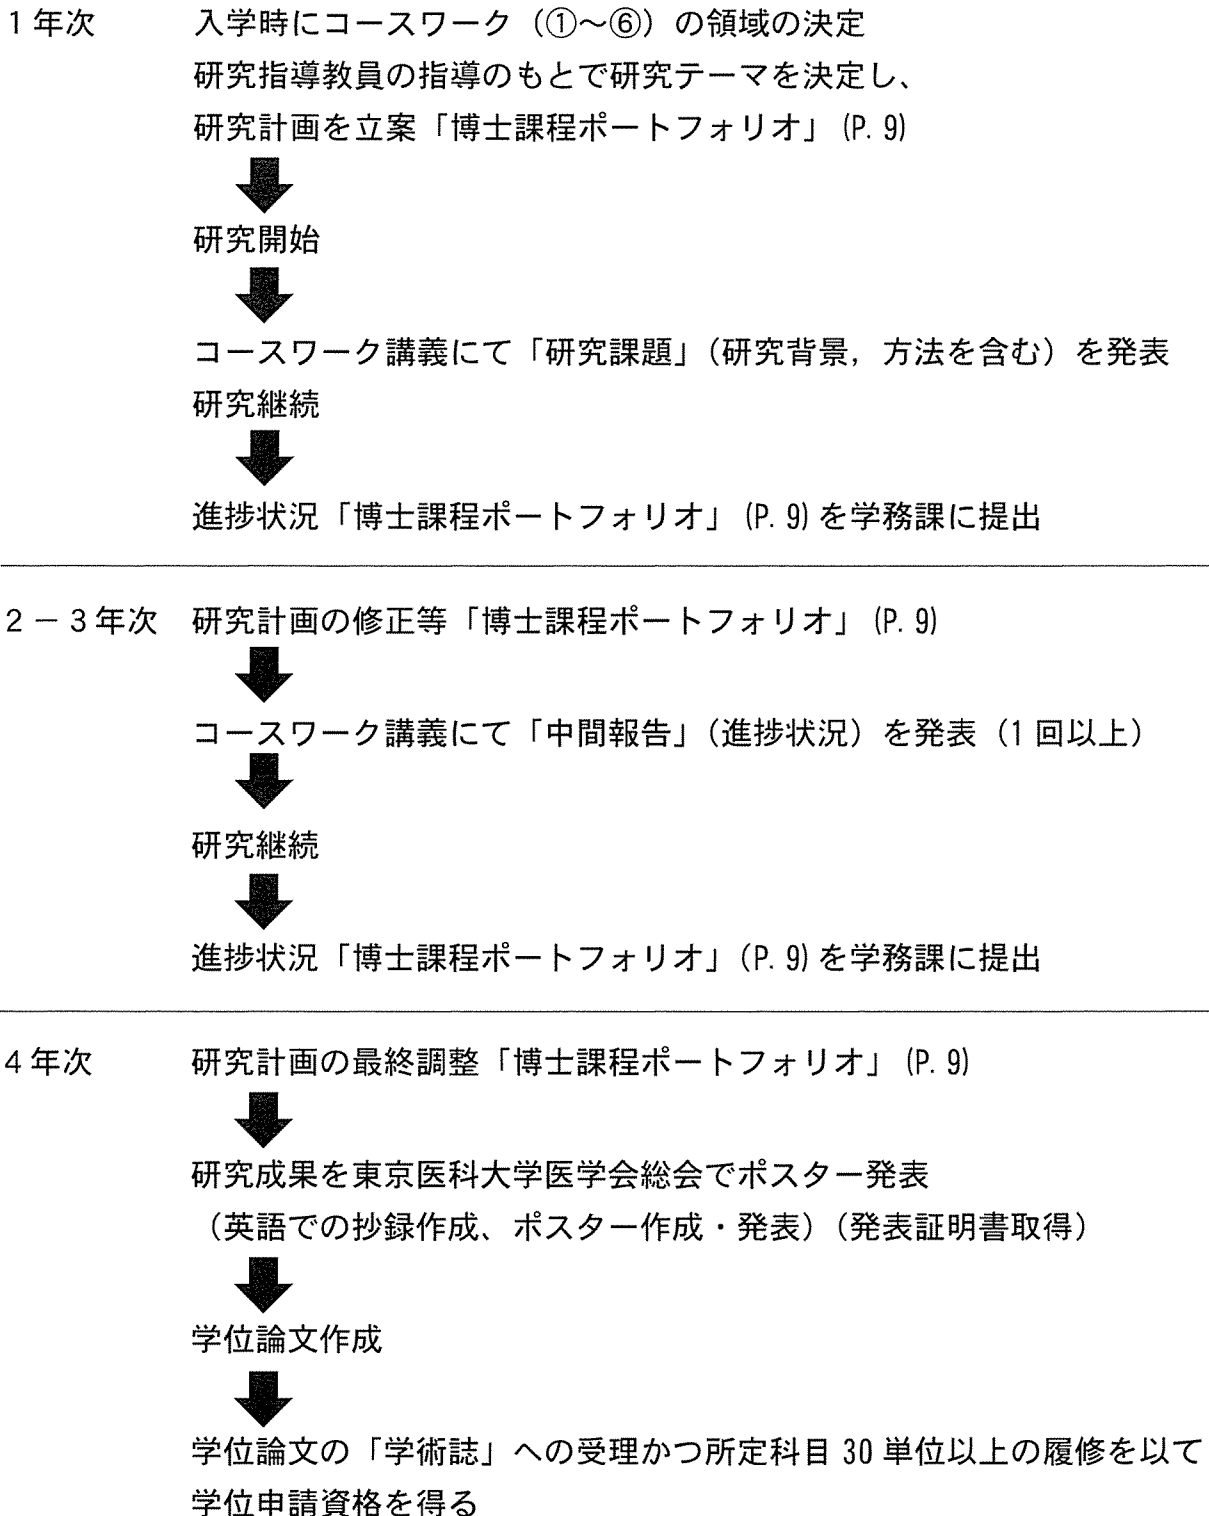 1年次 入学時にコースワーク（①～⑥）の領域の決定
研究指導教員の指導のもとで研究テーマを決定し、
研究計画を立案「博士課程ポートフォリオ」(P. 9)
研究開始
コースワーク講義にて「研究課題」（研究背景，方法を含む）を発表
研究継続
進捗状況「博士課程ポートフォリオ」(P. 9) を学務課に提出
2－3年次 研究計画の修正等「博士課程ポートフォリオ」(P. 9)
コースワーク講義にて「中間報告」（進捗状況）を発表（1回以上）
研究継続
進捗状況「博士課程ポートフォリオ」(P. 9) を学務課に提出
4年次 研究計画の最終調整「博士課程ポートフォリオ」(P. 9)
研究成果を東京医科大学医学会総会でポスター発表
（英語での抄録作成、ポスター作成・発表）（発表証明書取得）
学位論文作成
学位論文の「学術誌」への受理かつ所定科目 30 単位以上の履修を以て
学位申請資格を得る